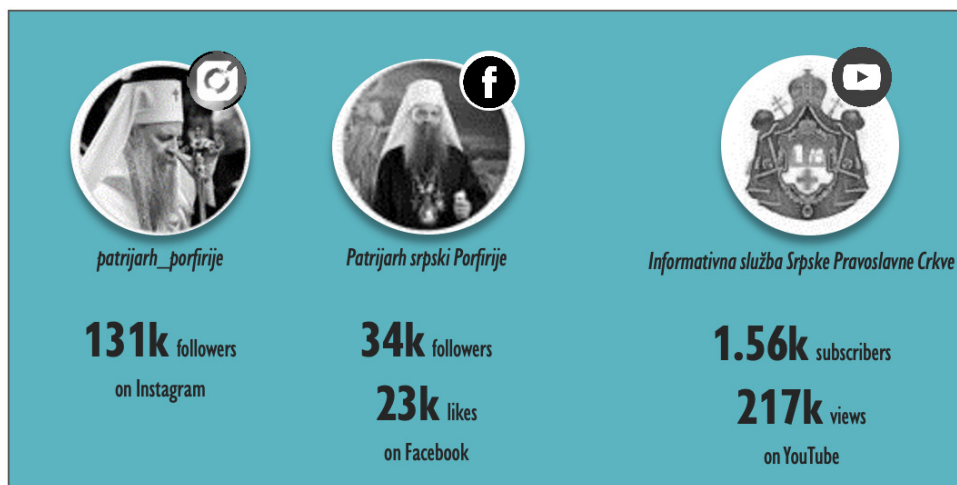 patrijarh_porfirije
131k followers
on Instagram
f
Patrijarh srpski Porfirije
34k followers
23k likes
on Facebook
Informativna služba Srpske Pravoslavne Crkve
1.56k subscribers
217k views
on YouTube